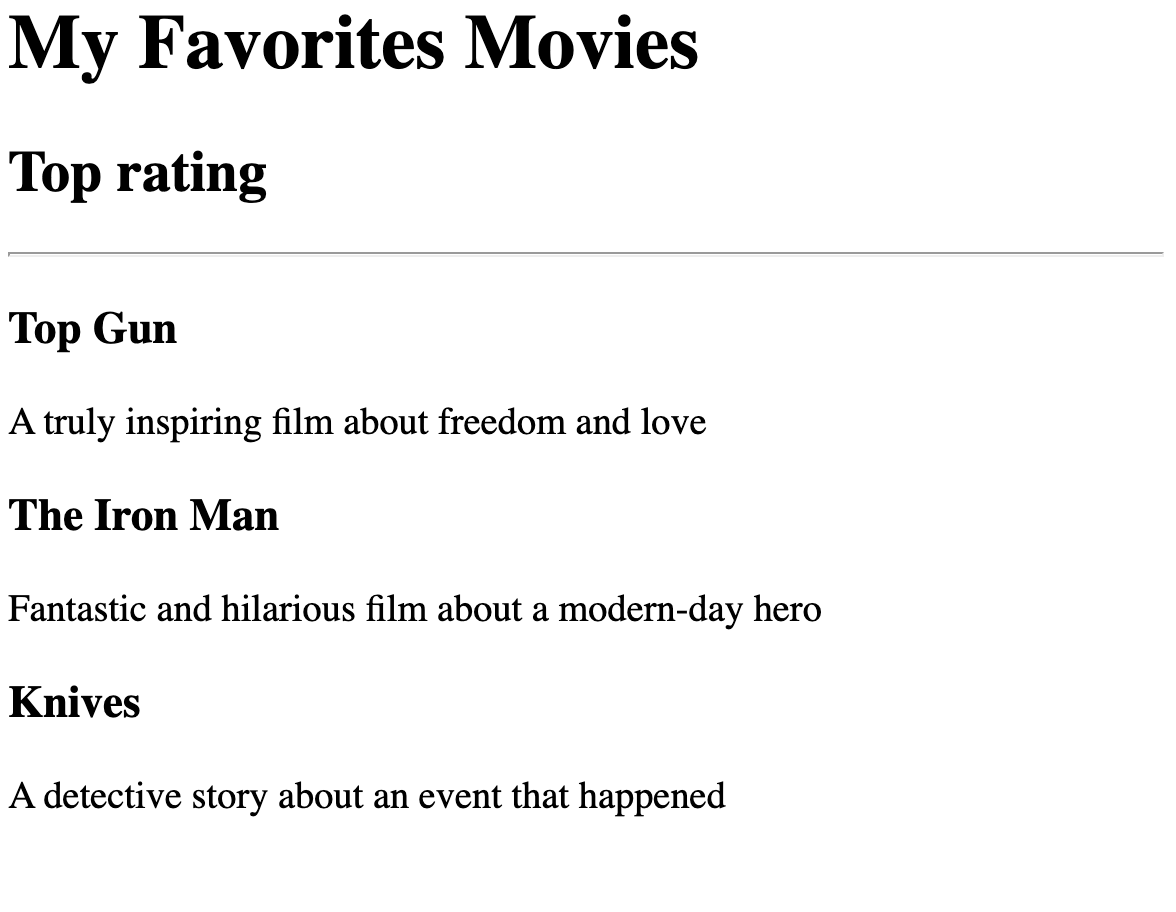 My Favorites Movies
Top rating
Top Gun
A truly inspiring film about freedom and love
The Iron Man
Fantastic and hilarious film about a modern-day hero
Knives
A detective story about an event that happened